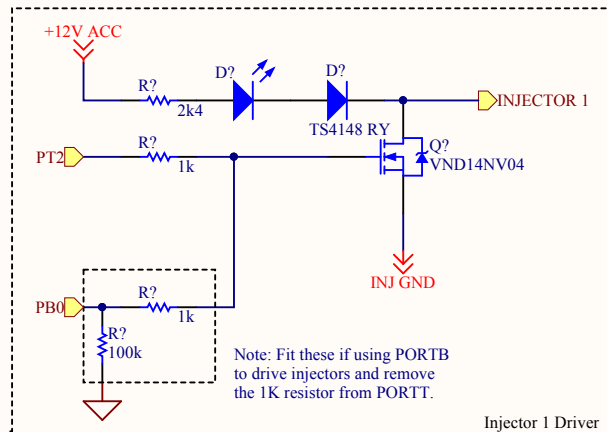 +12V ACC
R?
2k4
D?
D?
TS4148 RY
INJECTOR 1
PT2
R?
1k
Q?
VND14NV04
INJ GND
PB0
R?
1k
R?
100k
Note: Fit these if using PORTB
to drive injectors and remove
the 1K resistor from PORTT.
Injector 1 Driver